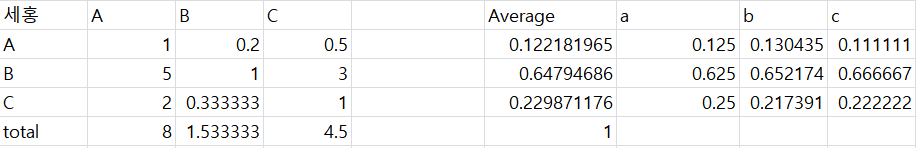 세홍 A B C Average a b c
A 1 0.2 0.5 0.122181965 0.125 0.130435 0.111111
B 5 1 3 0.64794686 0.625 0.652174 0.666667
C 2 0.333333 1 0.229871176 0.25 0.217391 0.222222
total 8 1.533333 4.5 1